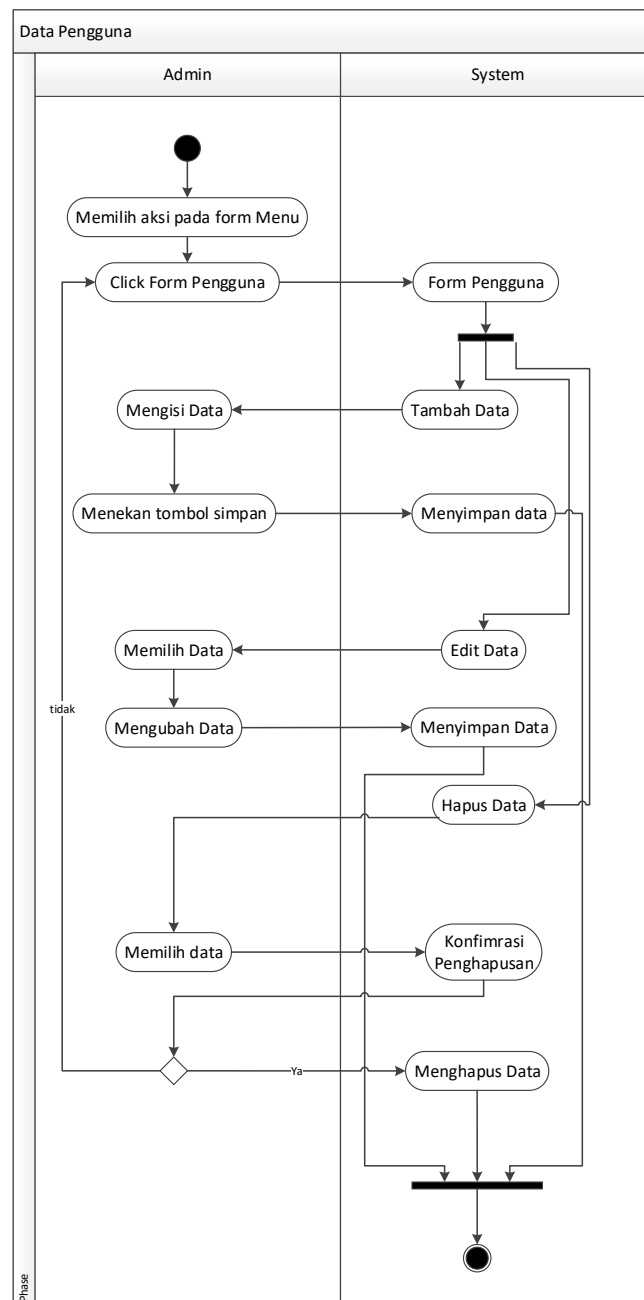 Data Pengguna
Admin
System
Memilih aksi pada form Menu
Click Form Pengguna
Form Pengguna
Mengisi Data
Tambah Data
Menekan tombol simpan
Menyimpan data
Memilih Data
Edit Data
tidak
Mengubah Data
Menyimpan Data
Hapus Data
Memilih data
Konfimrasi
Penghapusan
Ya
Menghapus Data
Phase